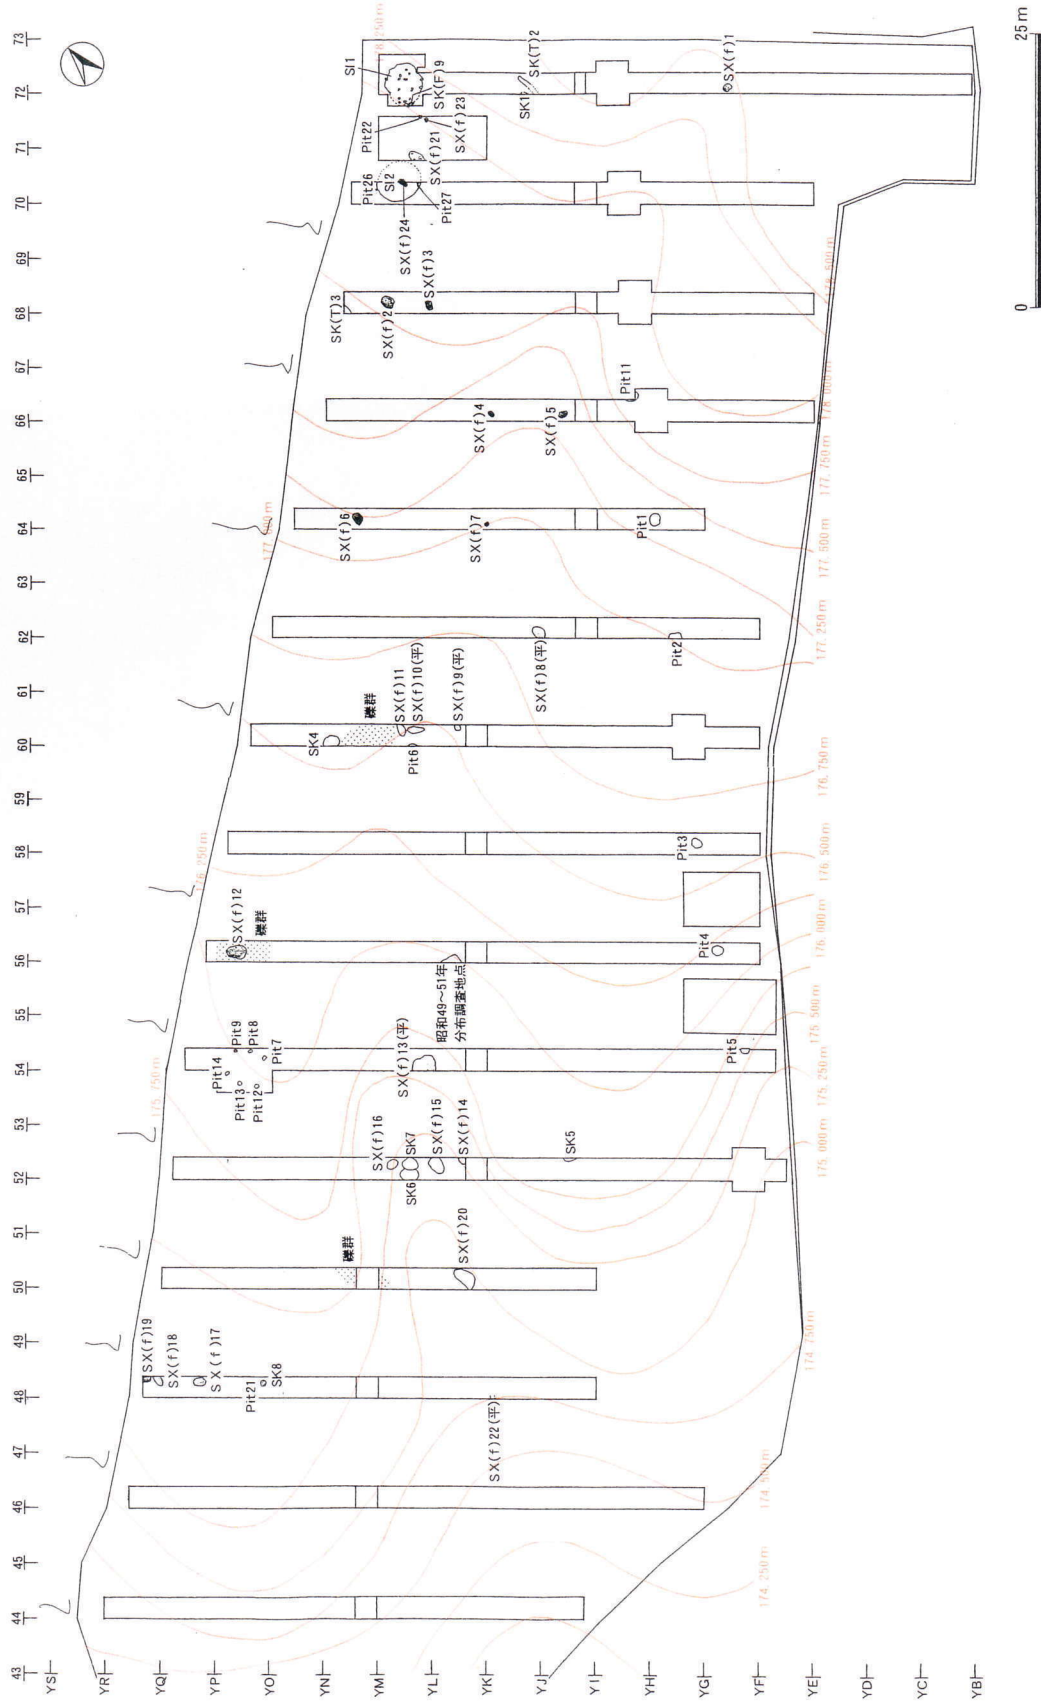 73
72
71
70
69
68
67
66
65
64
63
62
61
60
59
58
57
56
55
54
53
52
51
50
49
48
47
46
45
44
43
YS
YR
YQ
YP
YO
YN
YM
YL
YK
YJ
YI
YH
YG
YF
YE
YD
YC
YB
25m
0
SI1
SK(F)9
SX(f)23
Pit22
SX(f)21
SK1
SK(T)2
SX(f)1
Pit26
SI2
Pit27
SX(f)24
SX(f)3
SX(f)2
SK(T)3
SX(f)4
SX(f)5
Pit11
SX(f)6
SX(f)7
Pit1
SX(f)8(平)
Pit2
SK4
礫群
SX(f)11
SX(f)10(平)
Pit6
SX(f)9(平)
Pit3
SX(f)12
礫群
昭和49～51年
分布調査地点
Pit4
Pit14
Pit9
Pit8
Pit7
Pit13
Pit12
SX(f)13(平)
Pit5
SX(f)16
SK7
SK6
SX(f)15
SX(f)14
SK5
礫群
SX(f)20
SX(f)19
SX(f)18
SX(f)17
Pit21
SK8
SX(f)22(平)
178.250m
178.500m
178.000m
177.750m
177.500m
177.250m
177.000m
176.750m
176.500m
176.250m
176.000m
175.750m
175.500m
175.250m
175.000m
174.750m
174.500m
174.250m